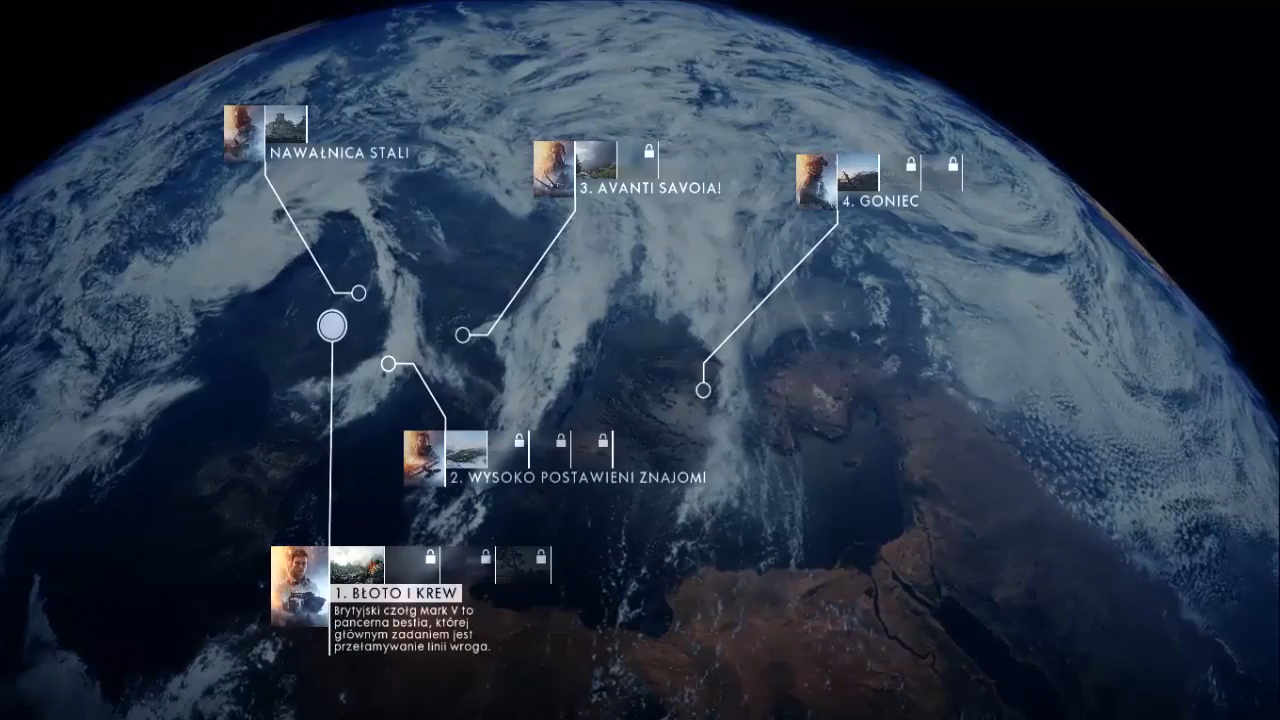 NAWAŁNICA STALI
3. AVANTI SAVOIA!
4. GONIEC
2. WYSOKO POSTAWIENI ZNAJOMI
1. BŁOTO I KREW
Brytyjski czołg Mark V to
pancerna bestia, której
głównym zadaniem jest
przełamywanie linii wroga.